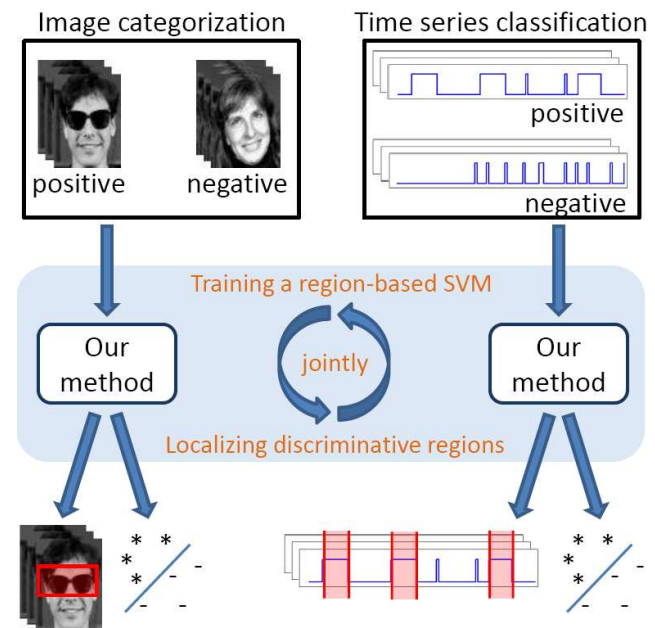 Image categorization
Time series classification
positive
negative
positive
negative
Training a region-based SVM
Our
method
jointly
Our
method
Localizing discriminative regions